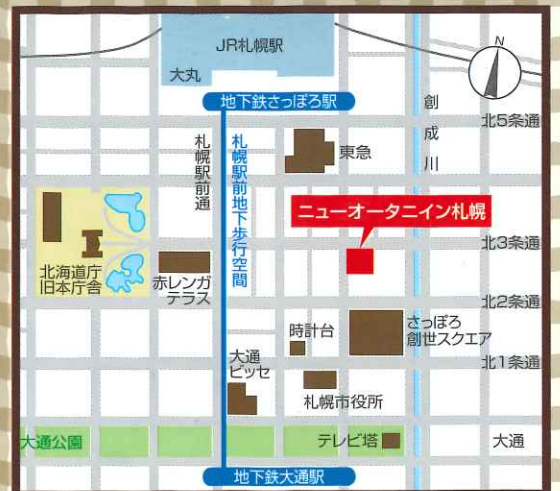 JR札幌駅
N
大丸
地下鉄さっぽろ駅
創成川
北5条通
札幌駅前通
札幌駅前地下歩行空間
東急
ニューオータニイン札幌
北3条通
北海道庁
旧本庁舎
赤レンガ
テラス
北2条通
さっぽろ
創世スクエア
時計台
大通
ビッセ
北1条通
札幌市役所
大通公園
テレビ塔
大通
地下鉄大通駅